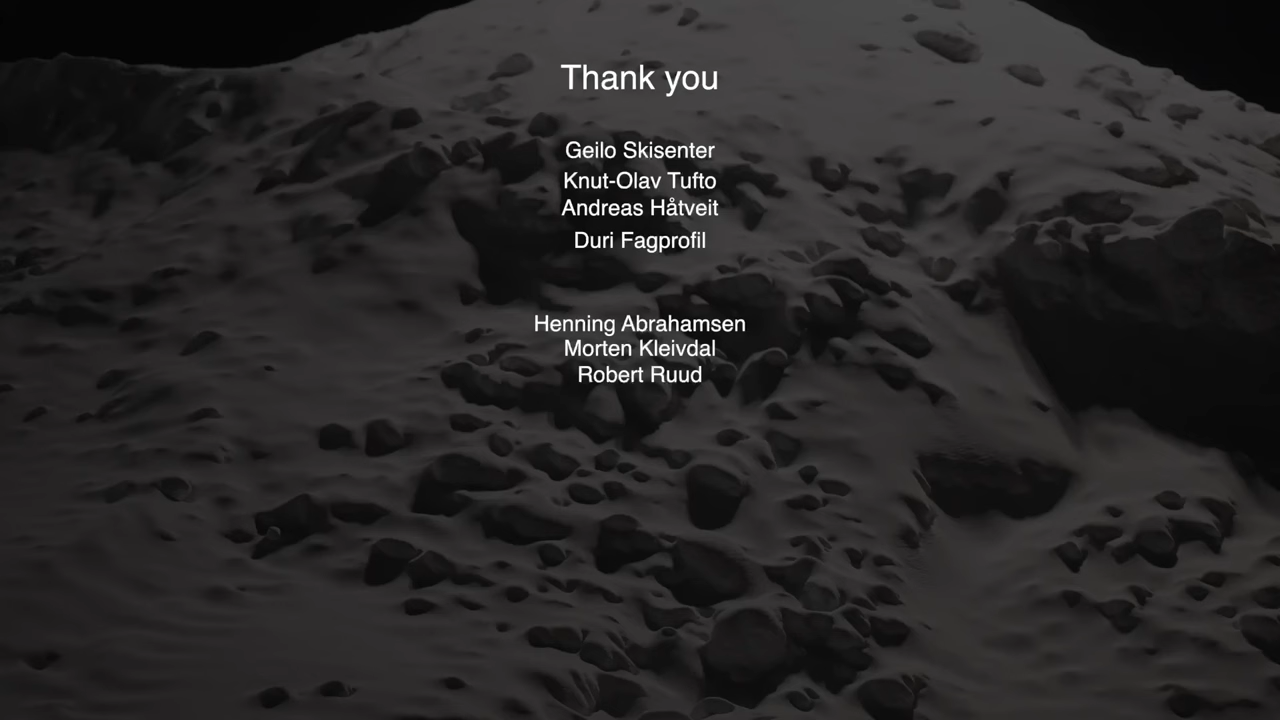 Thank you
Geilo Skisenter
Knut-Olav Tufto
Andreas Håtveit
Duri Fagprofil
Henning Abrahamsen
Morten Kleivdal
Robert Ruud